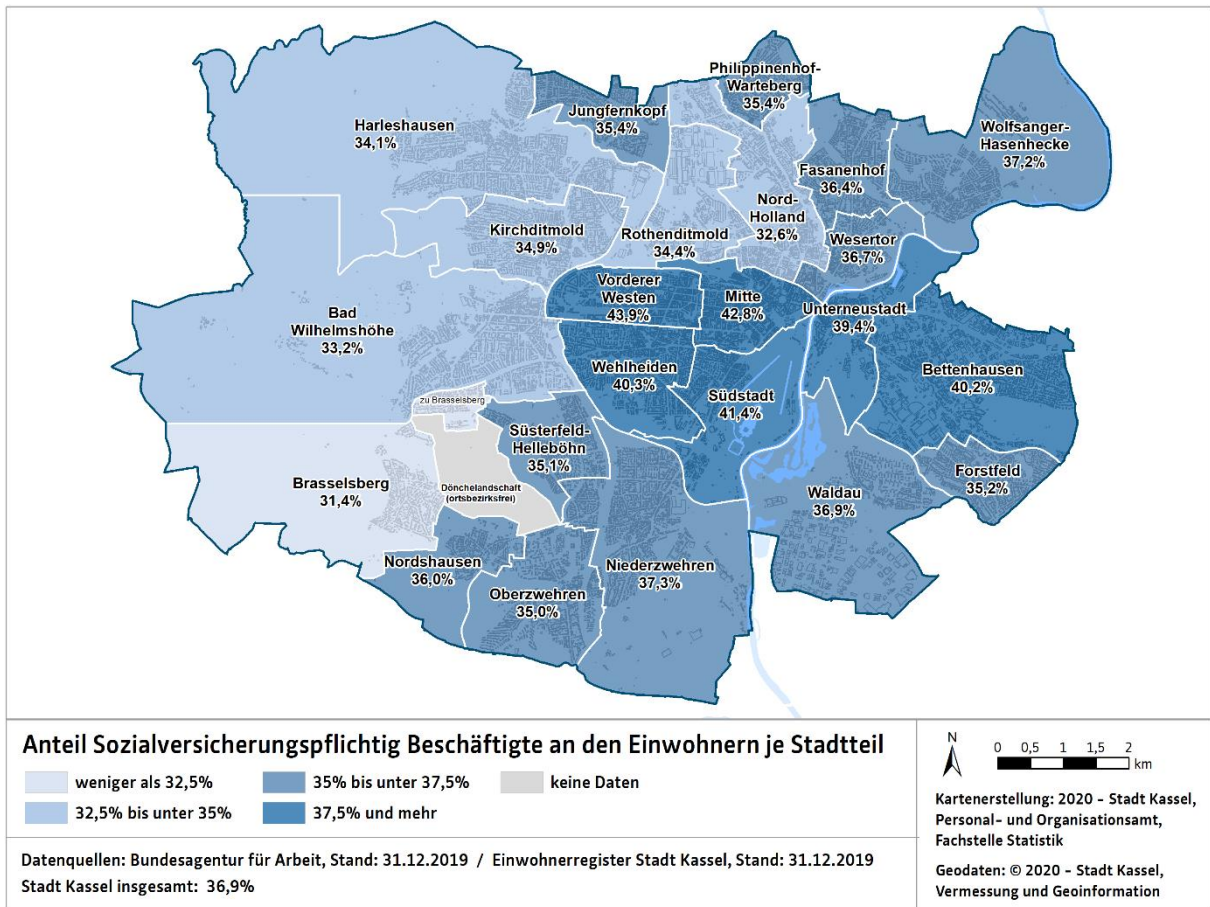 Philippinenhof-
Warteberg
35,4%
Jungfernkopf
35,4%
Harleshausen
34,1%
Wolfsanger-
Hasenhecke
37,2%
Fasanenhof
36,4%
Nord-
Holland
32,6%
Kirchditmold
34,9%
Rothenditmold
34,4%
Wesertor
36,7%
Vorderer
Westen
43,9%
Mitte
42,8%
Unterneustadt
39,4%
Bad
Wilhelmshöhe
33,2%
Wehlheiden
40,3%
Bettenhausen
40,2%
Südstadt
41,4%
zu Brasselsberg
Süsterfeld-
Helleböhn
35,1%
Brasselsberg
31,4%
Dönchelandschaft
(ortsbezirksfrei)
Forstfeld
35,2%
Waldau
36,9%
Nordshausen
36,0%
Niederzwehren
37,3%
Oberzwehren
35,0%
Anteil Sozialversicherungspflichtig Beschäftigte an den Einwohnern je Stadtteil
weniger als 32,5%
35% bis unter 37,5%
keine Daten
32,5% bis unter 35%
37,5% und mehr
Datenquellen: Bundesagentur für Arbeit, Stand: 31.12.2019 / Einwohnerregister Stadt Kassel, Stand: 31.12.2019
Stadt Kassel insgesamt: 36,9%
N
0 0,5 1 1,5 2
km
Kartenerstellung: 2020 - Stadt Kassel,
Personal- und Organisationsamt,
Fachstelle Statistik
Geodaten: © 2020 - Stadt Kassel,
Vermessung und Geoinformation